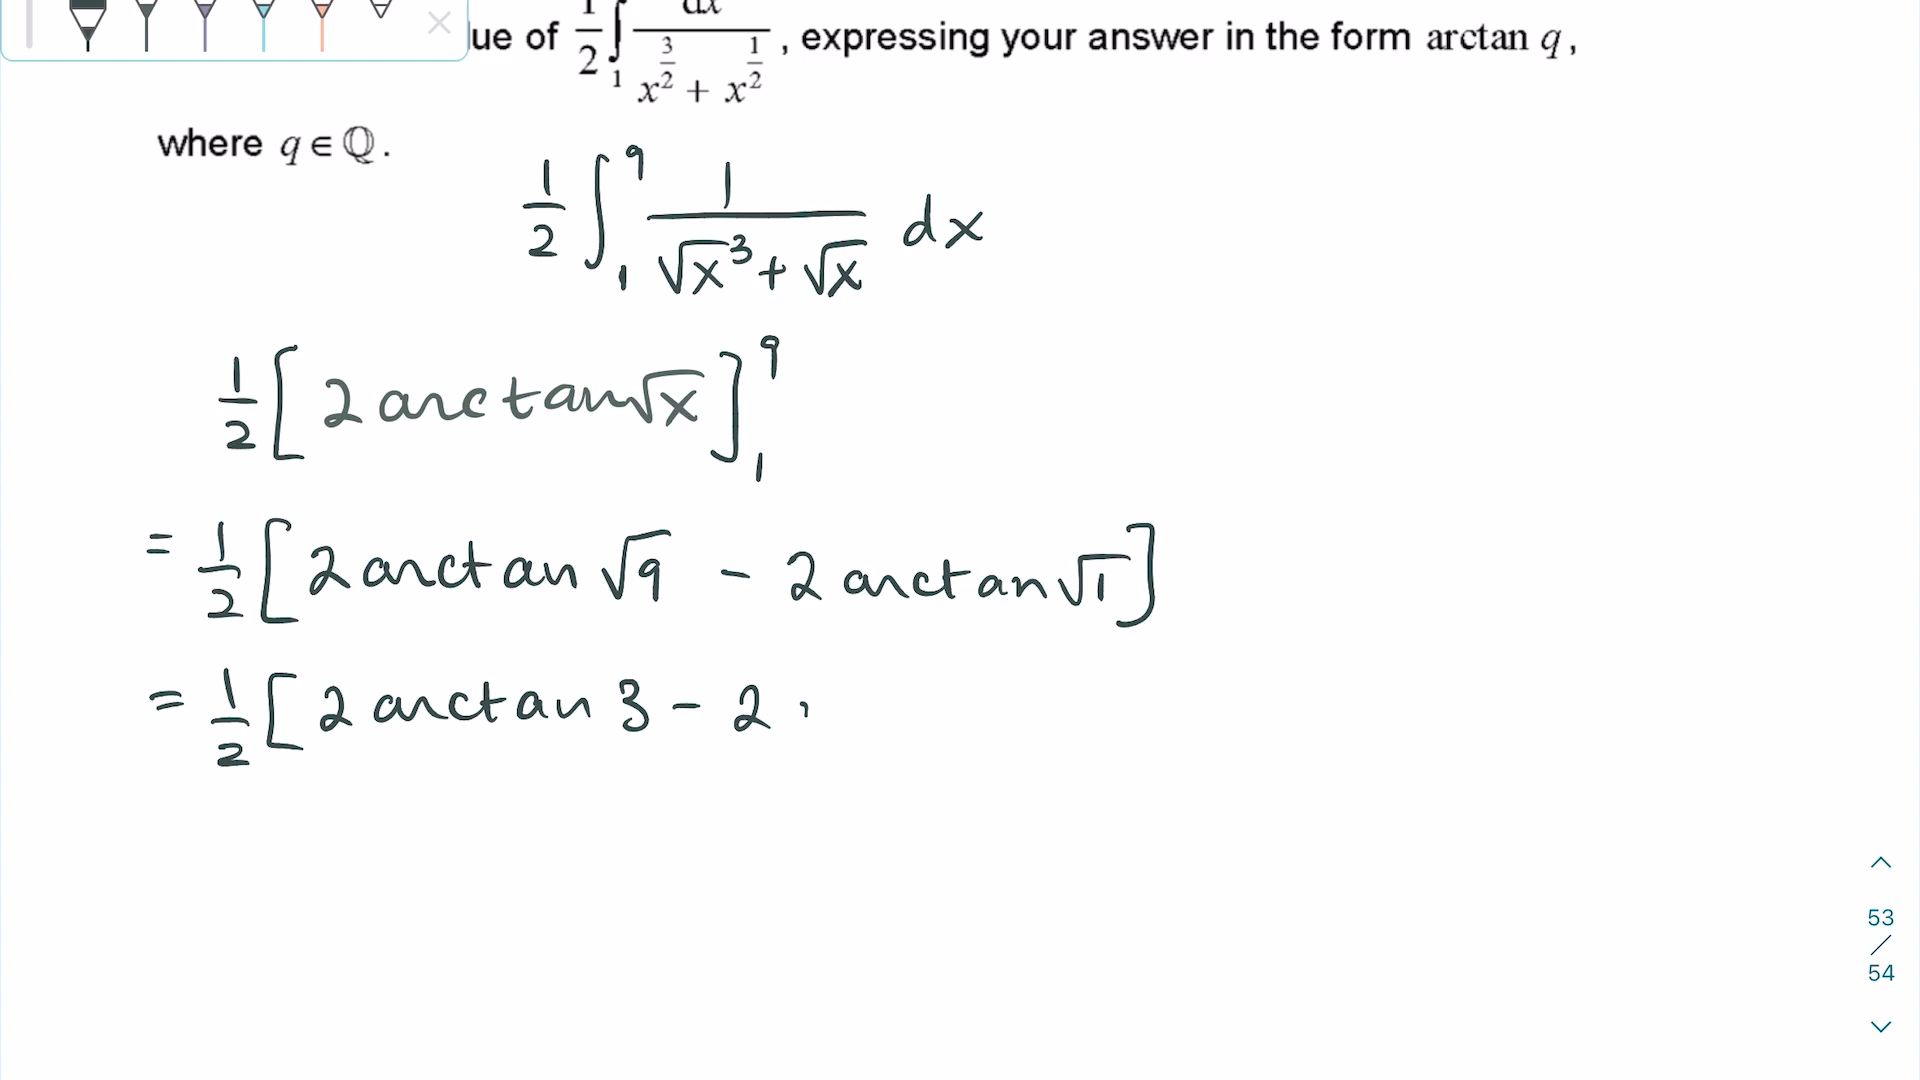 lue of 1/2 ∫₁ dx / (x^(3/2) + x^(1/2)) , expressing your answer in the form arctan q ,
where q ∈ ℚ .
1/2 ∫₁⁹ 1 / (√x³ + √x) dx
1/2 [ 2 arctan √x ]₁⁹
= 1/2 [ 2 arctan √9 - 2 arctan √1 ]
= 1/2 [ 2 arctan 3 - 2
53
/
54